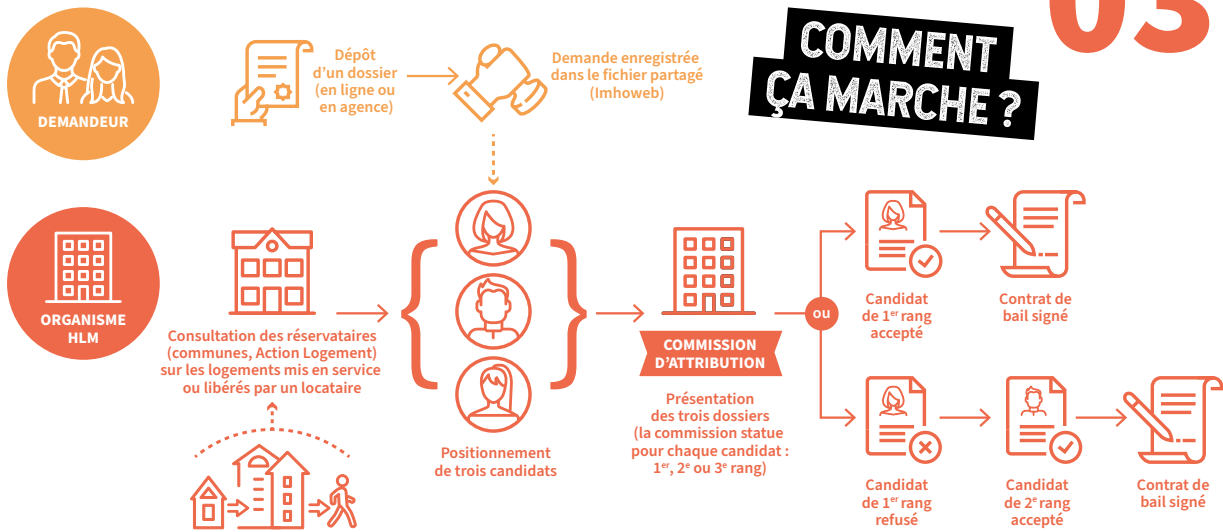 03
COMMENT
ÇA MARCHE ?
DEMANDEUR
Dépôt
d'un dossier
(en ligne ou
en agence)
Demande enregistrée
dans le fichier partagé
(Imhoweb)
ORGANISME
HLM
Consultation des réservataires
(communes, Action Logement)
sur les logements mis en service
ou libérés par un locataire
Positionnement
de trois candidats
COMMISSION
D'ATTRIBUTION
Présentation
des trois dossiers
(la commission statue
pour chaque candidat :
1er, 2e ou 3e rang)
ou
Candidat
de 1er rang
accepté
Contrat de
bail signé
Candidat
de 1er rang
refusé
Candidat
de 2e rang
accepté
Contrat de
bail signé